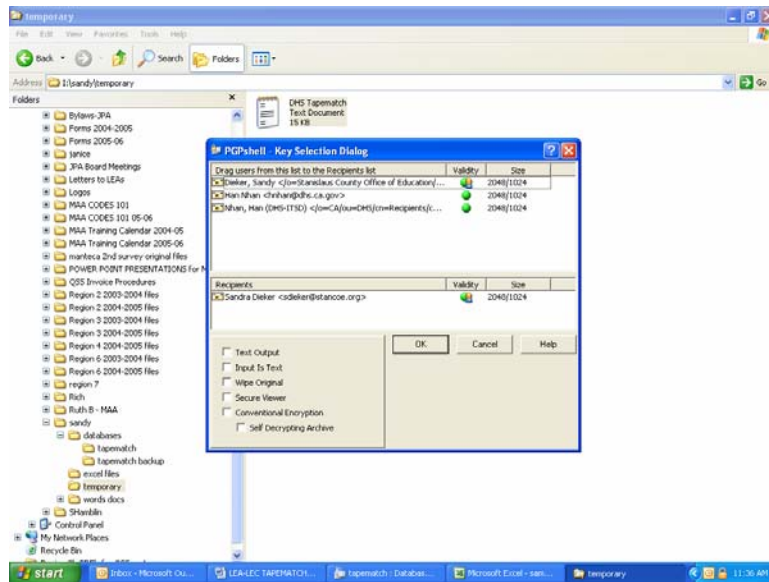 temporary
File Edit View Favorites Tools Help
Back Search Folders
Address I:\sandy\temporary Go
Folders
Bylaws-JPA
Forms 2004-2005
Forms 2005-06
janice
JPA Board Meetings
Letters to LEAs
Logos
MAA CODES 101
MAA CODES 101 05-06
MAA Training Calendar 2004-05
MAA Training Calendar 2005-06
manteca 2nd survey original files
POWER POINT PRESENTATIONS for M
QSS Invoice Procedures
Region 2 2003-2004 files
Region 2 2004-2005 files
Region 3 2003-2004 files
Region 3 2004-2005 files
Region 4 2004-2005 files
Region 6 2003-2004 files
Region 6 2004-2005 files
region 7
Rich
Ruth B - MAA
sandy
databases
tapematch
tapematch backup
excel files
temporary
words docs
SHamblin
Control Panel
My Network Places
Recycle Bin
DHS Tapematch
Text Document
15 KB
PGPshell - Key Selection Dialog
Drag users from this list to the Recipients list Validity Size
Dieker, Sandy </o=Stanislaus County Office of Education/... 2048/1024
Han Nhan <hnhan@dhs.ca.gov> 2048/1024
Nhan, Han (DHS-ITSD) </o=CA/ou=DHS/cn=Recipients/c... 2048/1024
Recipients Validity Size
Sandra Dieker <sdieker@stancoe.org> 2048/1024
OK Cancel Help
Text Output
Input Is Text
Wipe Original
Secure Viewer
Conventional Encryption
Self Decrypting Archive
start Inbox - Microsoft Ou... LEA-LEC TAPEMATCH... tapematch : Databas... Microsoft Excel - sam... temporary 11:36 AM